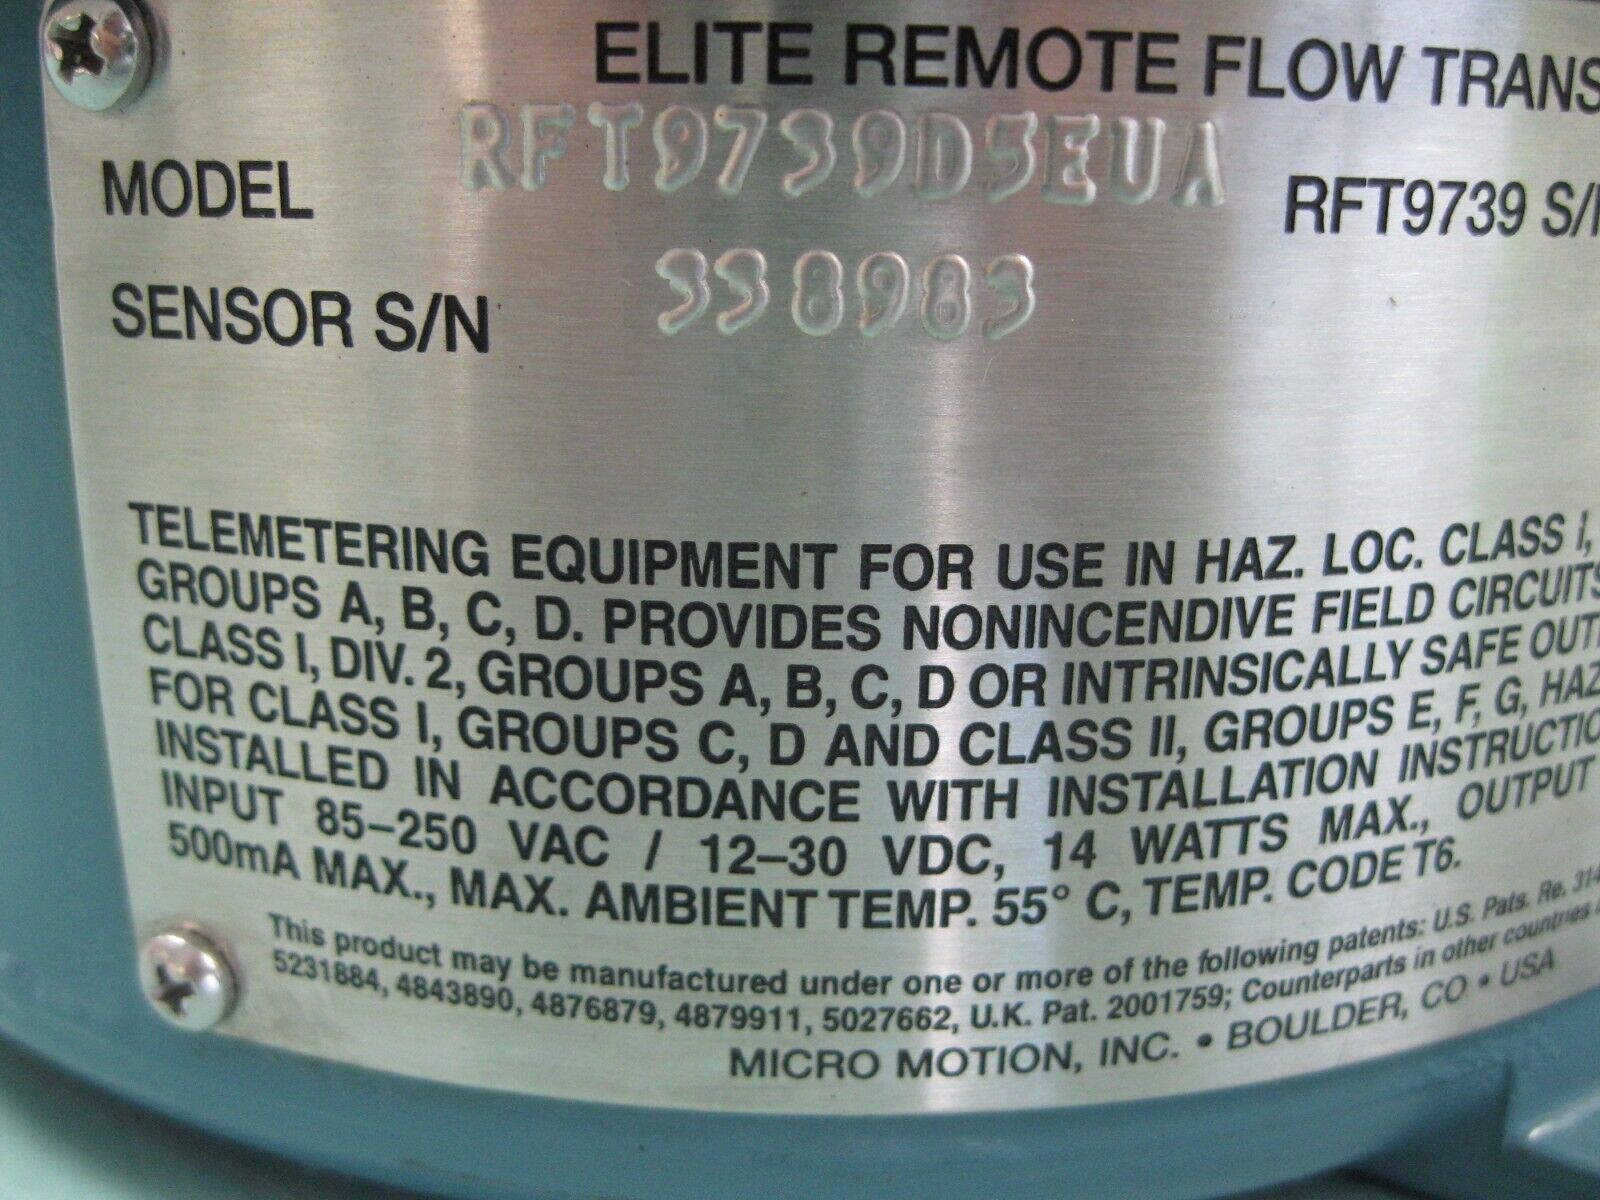 ELITE REMOTE FLOW TRANS
MODEL RFT9739D5EUA RFT9739 S/
SENSOR S/N 338983
TELEMETERING EQUIPMENT FOR USE IN HAZ. LOC. CLASS I,
GROUPS A, B, C, D. PROVIDES NONINCENDIVE FIELD CIRCUITS
CLASS I, DIV. 2, GROUPS A, B, C, D OR INTRINSICALLY SAFE OUT
FOR CLASS I, GROUPS C, D AND CLASS II, GROUPS E, F, G, HAZ
INSTALLED IN ACCORDANCE WITH INSTALLATION INSTRUCTIO
INPUT 85–250 VAC / 12–30 VDC, 14 WATTS MAX., OUTPUT
500mA MAX., MAX. AMBIENT TEMP. 55° C, TEMP. CODE T6.
This product may be manufactured under one or more of the following patents: U.S. Pats. Re. 314
5231884, 4843890, 4876879, 4879911, 5027662, U.K. Pat. 2001759; Counterparts in other countries
MICRO MOTION, INC. • BOULDER, CO • USA